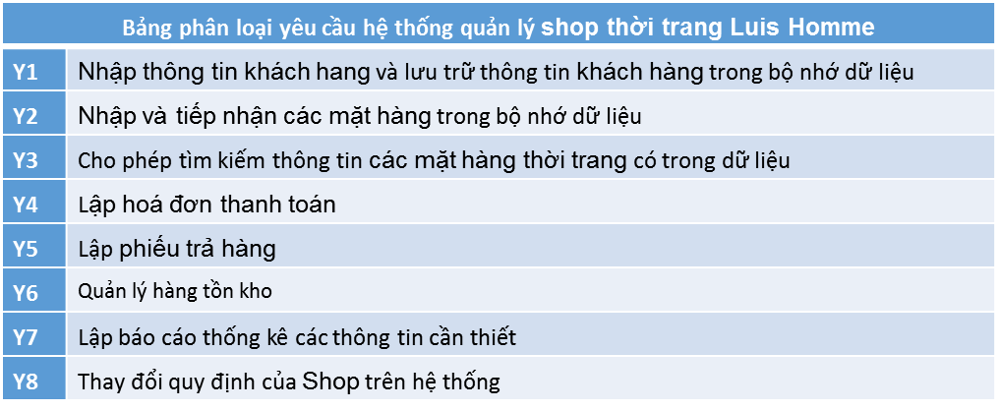 Bảng phân loại yêu cầu hệ thống quản lý shop thời trang Luis Homme
Y1 Nhập thông tin khách hang và lưu trữ thông tin khách hàng trong bộ nhớ dữ liệu
Y2 Nhập và tiếp nhận các mặt hàng trong bộ nhớ dữ liệu
Y3 Cho phép tìm kiếm thông tin các mặt hàng thời trang có trong dữ liệu
Y4 Lập hoá đơn thanh toán
Y5 Lập phiếu trả hàng
Y6 Quản lý hàng tồn kho
Y7 Lập báo cáo thống kê các thông tin cần thiết
Y8 Thay đổi quy định của Shop trên hệ thống